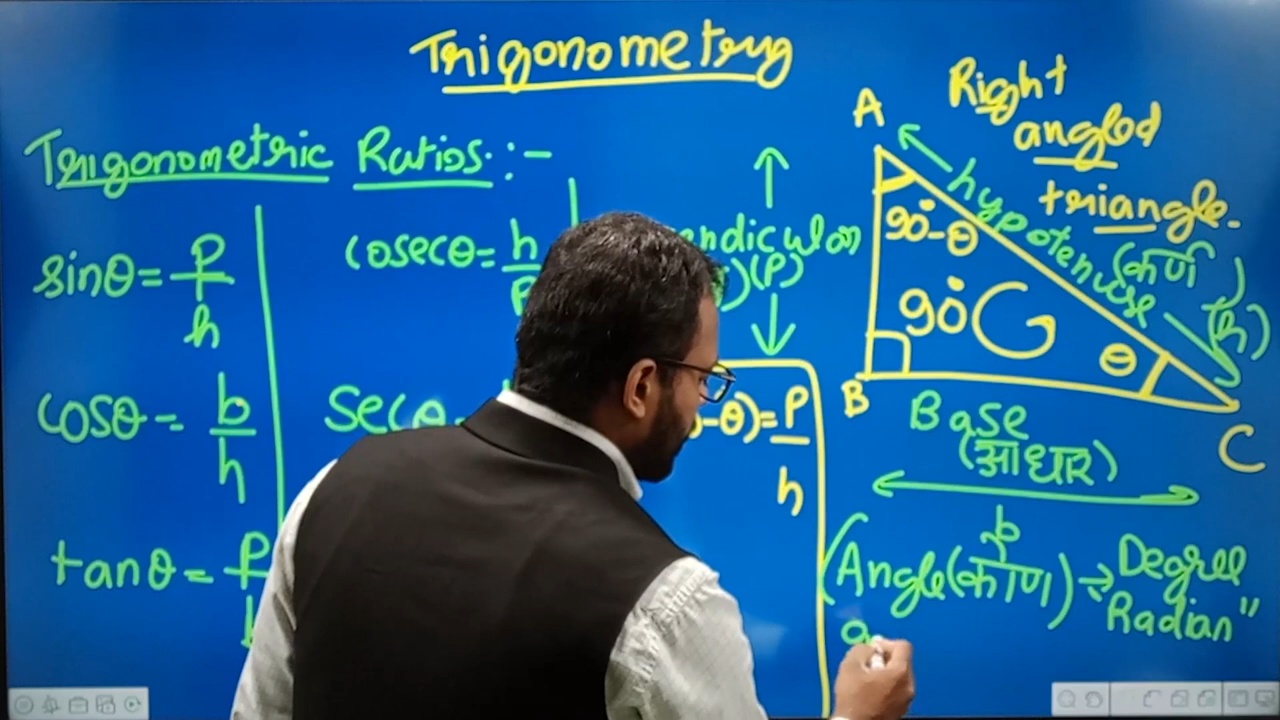 Trigonometry
Trigonometric Ratios :-
sinθ = P/h
cosecθ = h/P
cosθ = b/h
secθ =
tanθ = P/b
-θ) = P/h
(P)
Right
angled
triangle.
A
hypotenuse
(कर्ण)
(h)
90°-θ
90°
θ
B
C
Base
(आधार)
b
(Angle (कोण) → Degree
Radian"